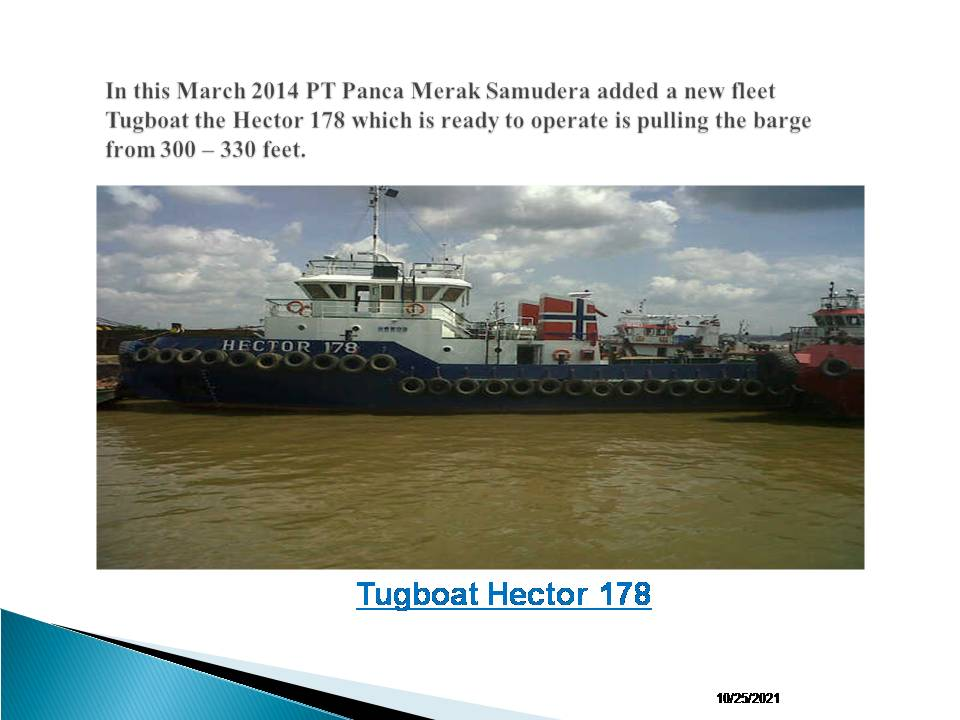 In this March 2014 PT Panca Merak Samudera added a new fleet
Tugboat the Hector 178 which is ready to operate is pulling the barge
from 300 – 330 feet.
HECTOR 178
Tugboat Hector 178
10/25/2021